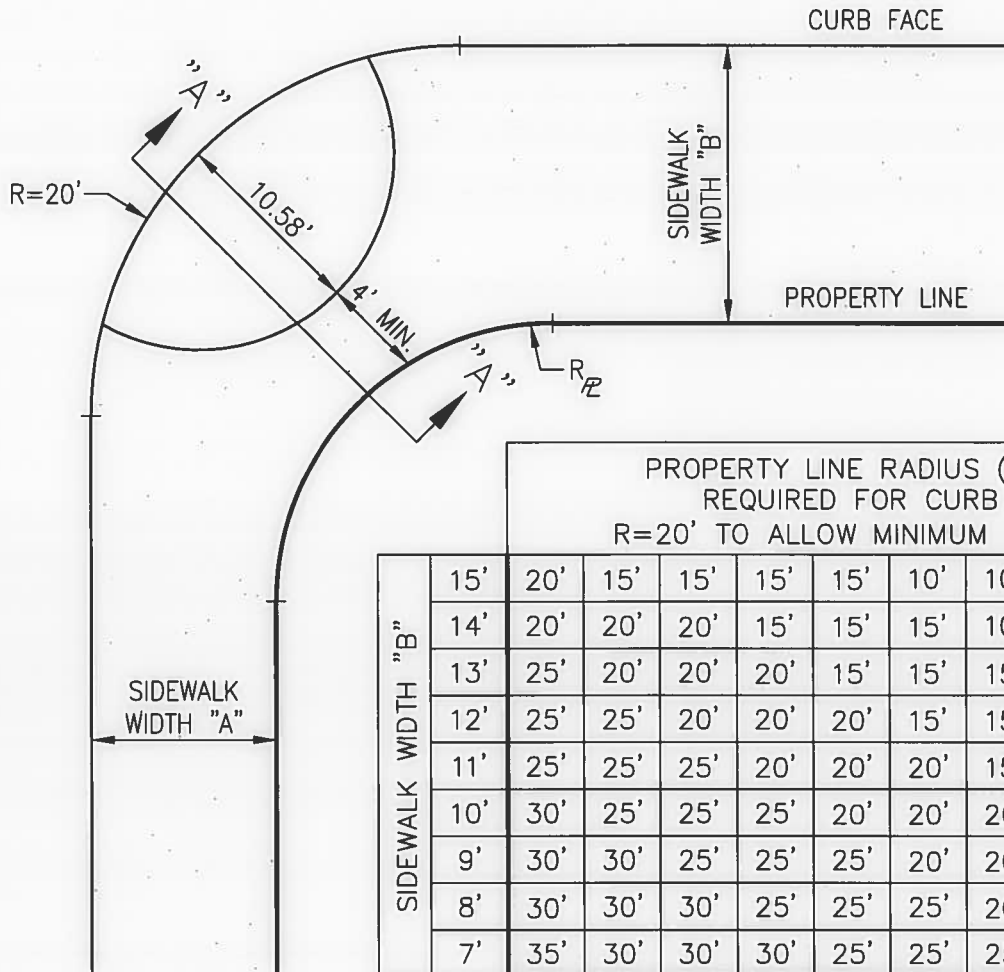 CURB FACE
"A"
R=20'
10.58'
SIDEWALK
WIDTH "B"
4' MIN.
PROPERTY LINE
"A"
R PL
PROPERTY LINE RADIUS (
REQUIRED FOR CURB
R=20' TO ALLOW MINIMUM
SIDEWALK
WIDTH "A"
SIDEWALK WIDTH "B"
15' 20' 15' 15' 15' 15' 10'
14' 20' 20' 20' 15' 15' 15'
13' 25' 20' 20' 20' 15' 15'
12' 25' 25' 20' 20' 20' 15'
11' 25' 25' 25' 20' 20' 20'
10' 30' 25' 25' 25' 20' 20'
9' 30' 30' 25' 25' 25' 20'
8' 30' 30' 30' 25' 25' 25'
7' 35' 30' 30' 30' 25' 25'